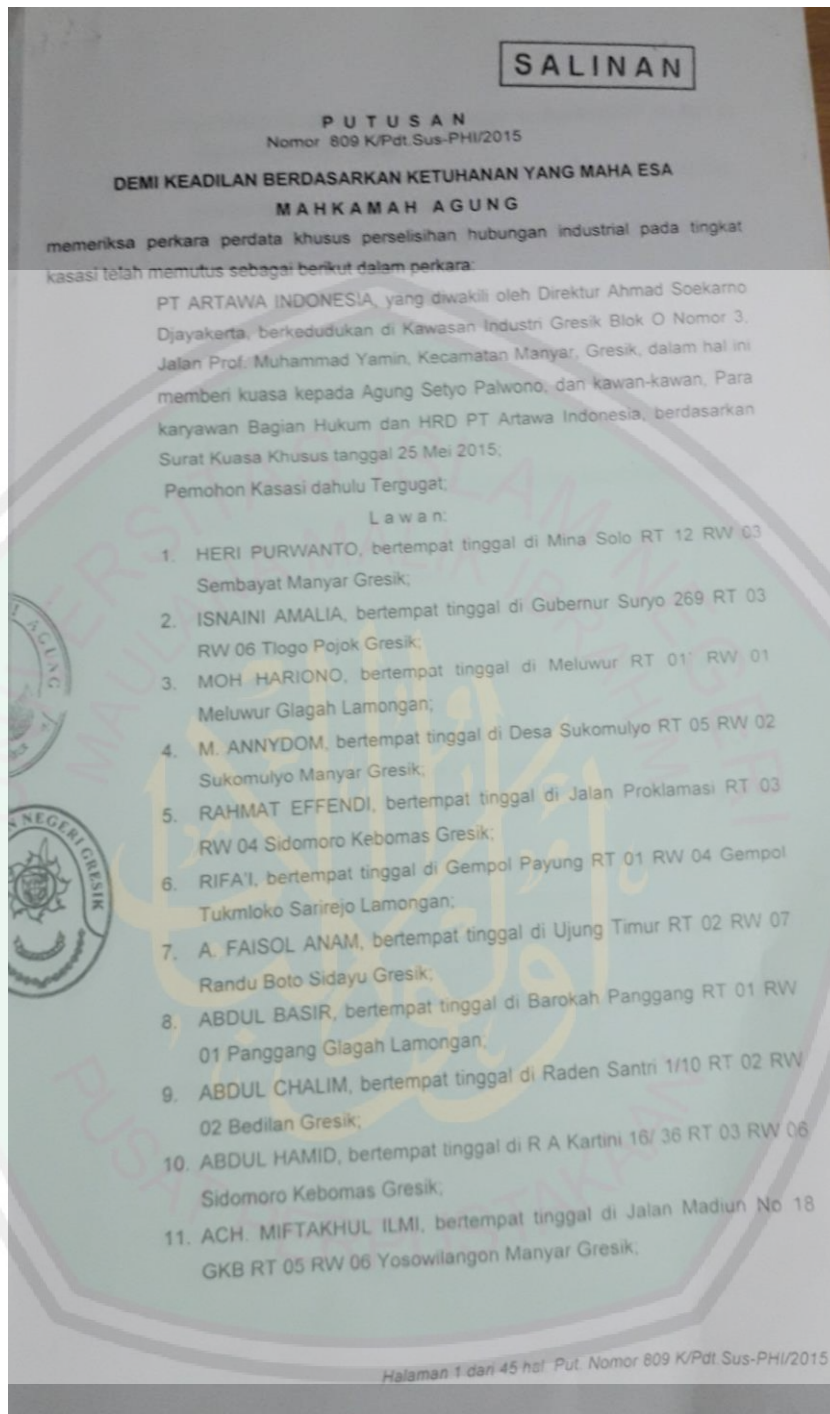 SALINAN
P U T U S A N
Nomor 809 K/Pdt.Sus-PHI/2015
DEMI KEADILAN BERDASARKAN KETUHANAN YANG MAHA ESA
M A H K A M A H A G U N G
memeriksa perkara perdata khusus perselisihan hubungan industrial pada tingkat
kasasi telah memutus sebagai berikut dalam perkara:
PT ARTAWA INDONESIA, yang diwakili oleh Direktur Ahmad Soekarno
Djayakerta, berkedudukan di Kawasan Industri Gresik Blok O Nomor 3,
Jalan Prof. Muhammad Yamin, Kecamatan Manyar, Gresik, dalam hal ini
memberi kuasa kepada Agung Setyo Palwono, dan kawan-kawan, Para
karyawan Bagian Hukum dan HRD PT Artawa Indonesia, berdasarkan
Surat Kuasa Khusus tanggal 25 Mei 2015;
Pemohon Kasasi dahulu Tergugat;
L a w a n:
1. HERI PURWANTO, bertempat tinggal di Mina Solo RT 12 RW 03
Sembayat Manyar Gresik;
2. ISNAINI AMALIA, bertempat tinggal di Gubernur Suryo 269 RT 03
RW 06 Tlogo Pojok Gresik;
3. MOH HARIONO, bertempat tinggal di Meluwur RT 01 RW 01
Meluwur Glagah Lamongan;
4. M. ANNYDOM, bertempat tinggal di Desa Sukomulyo RT 05 RW 02
Sukomulyo Manyar Gresik;
5. RAHMAT EFFENDI, bertempat tinggal di Jalan Proklamasi RT 03
RW 04 Sidomoro Kebomas Gresik;
6. RIFA'I, bertempat tinggal di Gempol Payung RT 01 RW 04 Gempol
Tukmloko Sarirejo Lamongan;
7. A. FAISOL ANAM, bertempat tinggal di Ujung Timur RT 02 RW 07
Randu Boto Sidayu Gresik;
8. ABDUL BASIR, bertempat tinggal di Barokah Panggang RT 01 RW
01 Panggang Glagah Lamongan;
9. ABDUL CHALIM, bertempat tinggal di Raden Santri 1/10 RT 02 RW
02 Bedilan Gresik;
10. ABDUL HAMID, bertempat tinggal di R A Kartini 16/ 36 RT 03 RW 06
Sidomoro Kebomas Gresik;
11. ACH. MIFTAKHUL ILMI, bertempat tinggal di Jalan Madiun No 18
GKB RT 05 RW 06 Yosowilangon Manyar Gresik;
Halaman 1 dari 45 hal. Put. Nomor 809 K/Pdt.Sus-PHI/2015
AGUNG
NEGERI GRESIK
ISLAM NEGERI
MAULANA MALIK IBRAHIM
PUSAT PERPUSTAKAAN